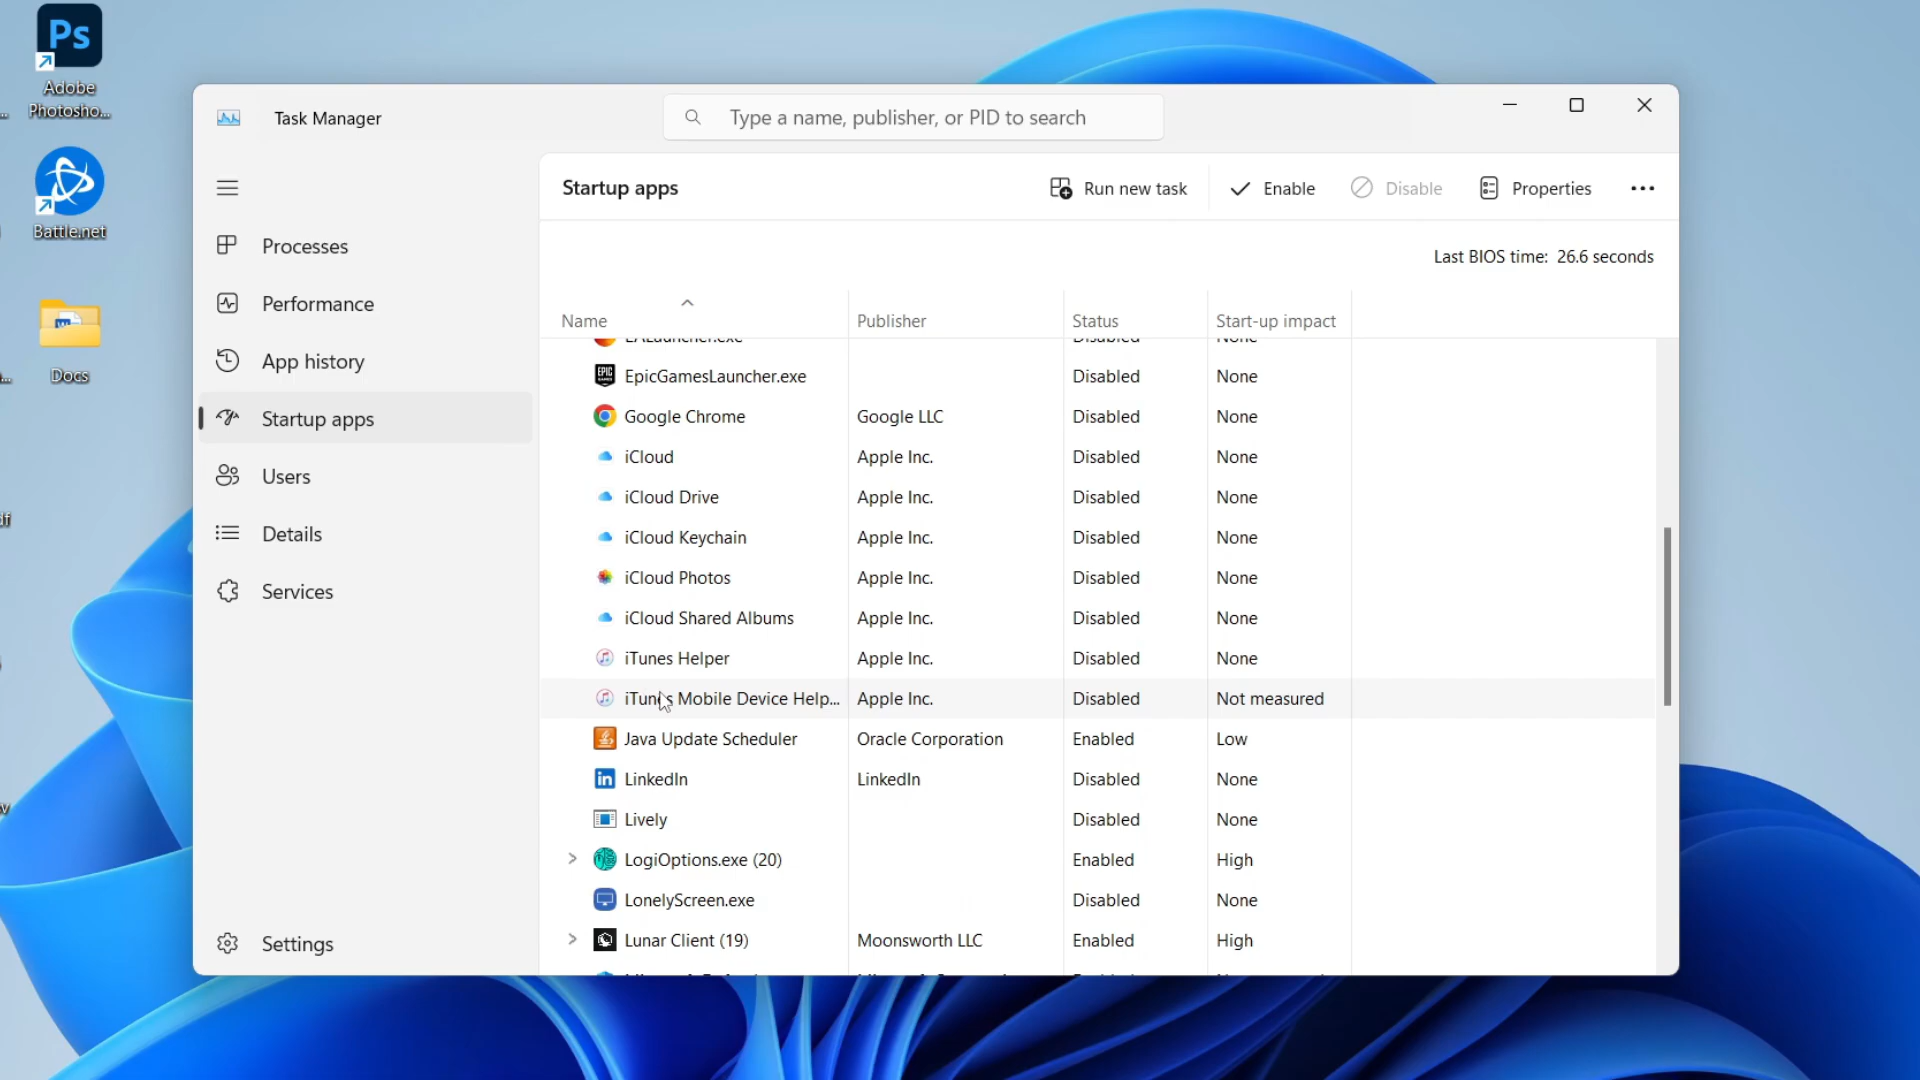 Ps
Adobe
Photosho...
Battle.net
Docs
Task Manager
Type a name, publisher, or PID to search
Processes
Performance
App history
Startup apps
Users
Details
Services
Settings
Startup apps
Run new task
Enable
Disable
Properties
Last BIOS time: 26.6 seconds
Name Publisher Status Start-up impact
EALauncher.exe Disabled None
EpicGamesLauncher.exe Disabled None
Google Chrome Google LLC Disabled None
iCloud Apple Inc. Disabled None
iCloud Drive Apple Inc. Disabled None
iCloud Keychain Apple Inc. Disabled None
iCloud Photos Apple Inc. Disabled None
iCloud Shared Albums Apple Inc. Disabled None
iTunes Helper Apple Inc. Disabled None
iTunes Mobile Device Help... Apple Inc. Disabled Not measured
Java Update Scheduler Oracle Corporation Enabled Low
LinkedIn LinkedIn Disabled None
Lively Disabled None
LogiOptions.exe (20) Enabled High
LonelyScreen.exe Disabled None
Lunar Client (19) Moonsworth LLC Enabled High